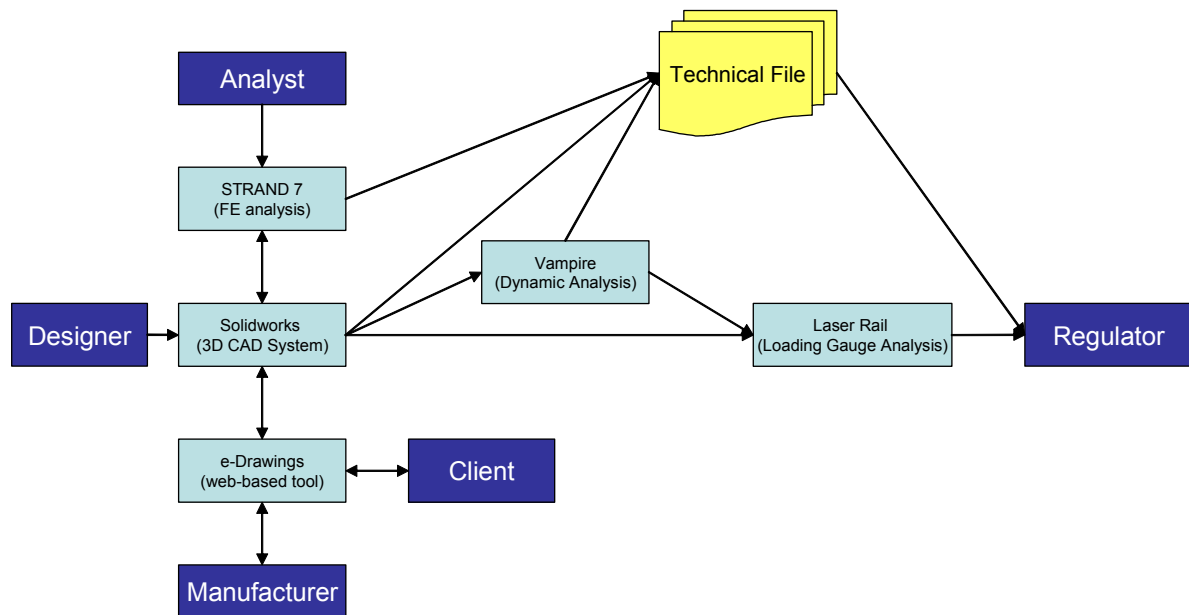 Analyst
Technical File
STRAND 7
(FE analysis)
Vampire
(Dynamic Analysis)
Designer
Solidworks
(3D CAD System)
Laser Rail
(Loading Gauge Analysis)
Regulator
e-Drawings
(web-based tool)
Client
Manufacturer